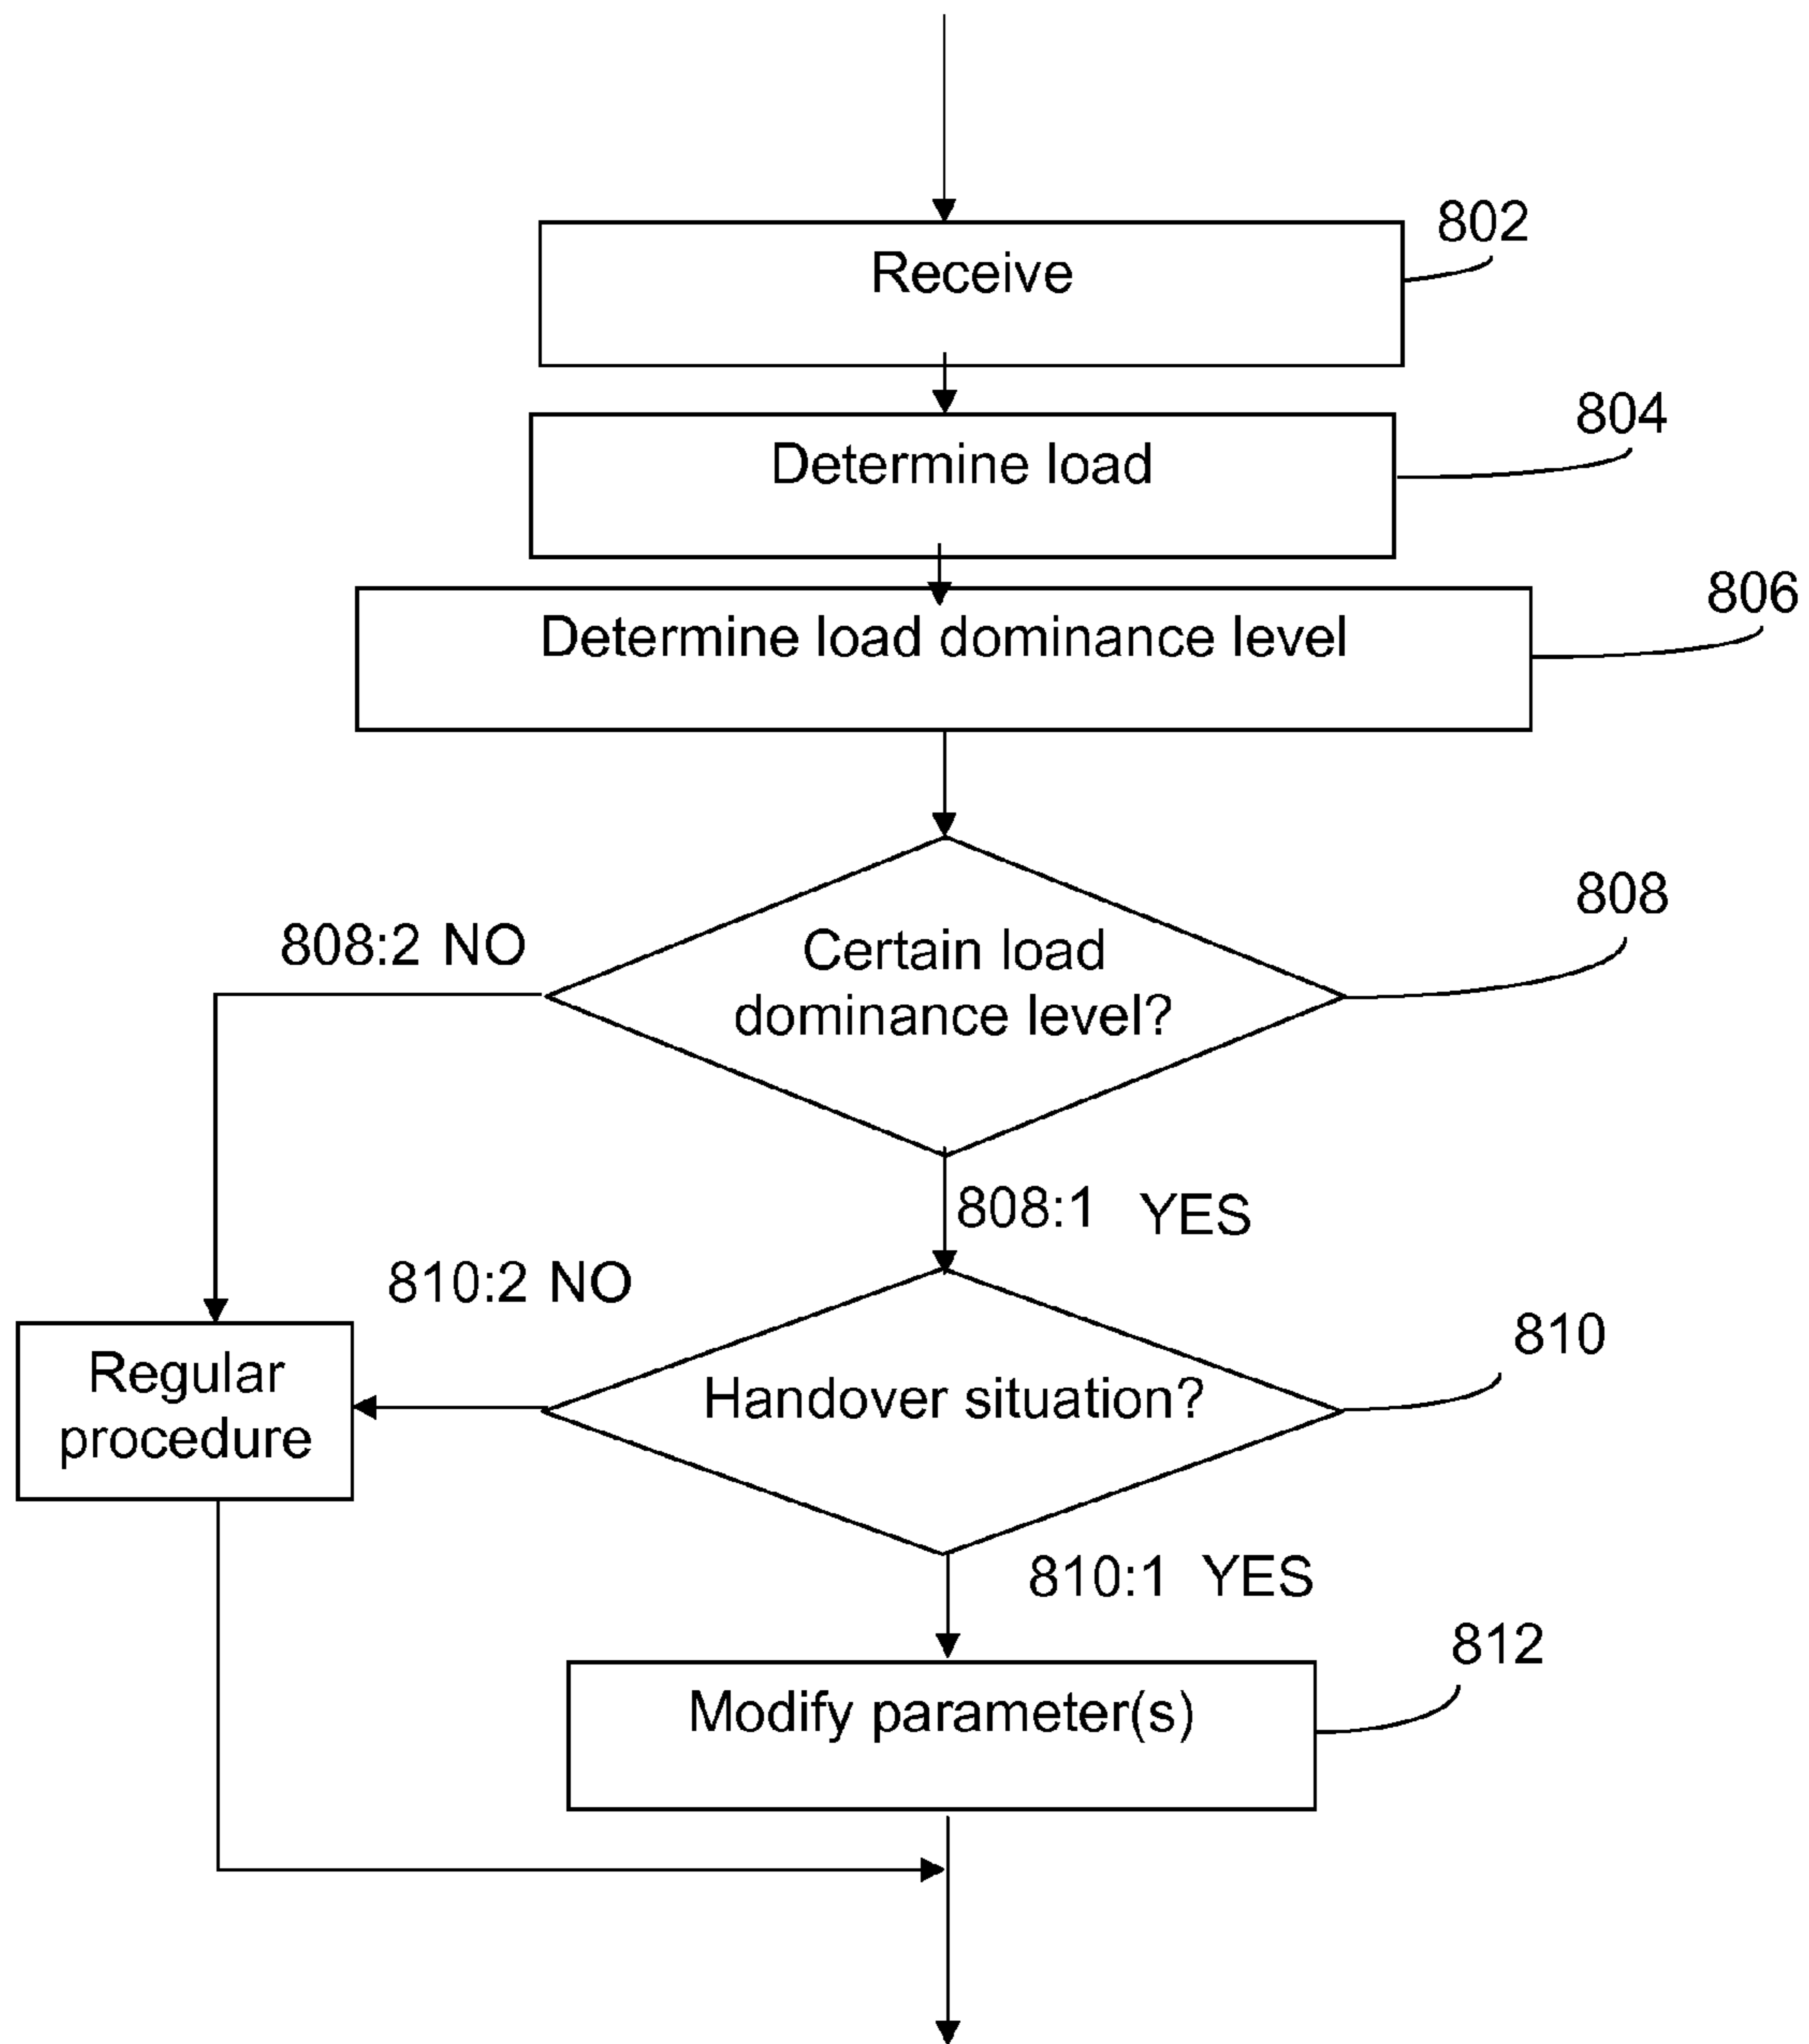 802
Receive
804
Determine load
806
Determine load dominance level
808
808:2 NO
Certain load
dominance level?
808:1 YES
810:2 NO
810
Regular
procedure
Handover situation?
810:1 YES
812
Modify parameter(s)